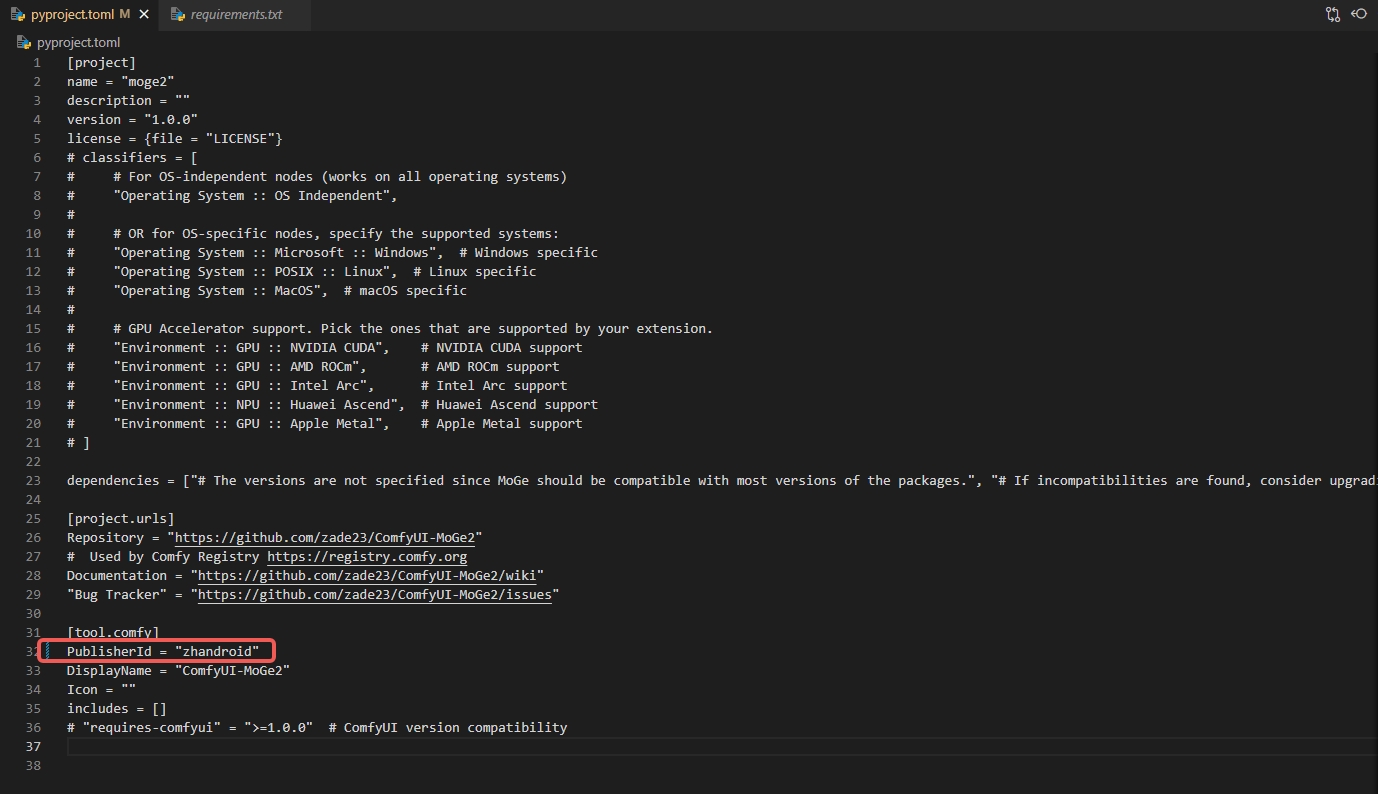 pyproject.toml M
requirements.txt
pyproject.toml
1 [project]
2 name = "moge2"
3 description = ""
4 version = "1.0.0"
5 license = {file = "LICENSE"}
6 # classifiers = [
7 #     # For OS-independent nodes (works on all operating systems)
8 #     "Operating System :: OS Independent",
9 #
10 #     # OR for OS-specific nodes, specify the supported systems:
11 #     "Operating System :: Microsoft :: Windows",  # Windows specific
12 #     "Operating System :: POSIX :: Linux",  # Linux specific
13 #     "Operating System :: MacOS",  # macOS specific
14 #
15 #     # GPU Accelerator support. Pick the ones that are supported by your extension.
16 #     "Environment :: GPU :: NVIDIA CUDA",    # NVIDIA CUDA support
17 #     "Environment :: GPU :: AMD ROCm",       # AMD ROCm support
18 #     "Environment :: GPU :: Intel Arc",      # Intel Arc support
19 #     "Environment :: NPU :: Huawei Ascend",  # Huawei Ascend support
20 #     "Environment :: GPU :: Apple Metal",    # Apple Metal support
21 # ]
22
23 dependencies = ["# The versions are not specified since MoGe should be compatible with most versions of the packages.", "# If incompatibilities are found, consider upgradi
24
25 [project.urls]
26 Repository = "https://github.com/zade23/ComfyUI-MoGe2"
27 #  Used by Comfy Registry https://registry.comfy.org
28 Documentation = "https://github.com/zade23/ComfyUI-MoGe2/wiki"
29 "Bug Tracker" = "https://github.com/zade23/ComfyUI-MoGe2/issues"
30
31 [tool.comfy]
32 PublisherId = "zhandroid"
33 DisplayName = "ComfyUI-MoGe2"
34 Icon = ""
35 includes = []
36 # "requires-comfyui" = ">=1.0.0"  # ComfyUI version compatibility
37
38